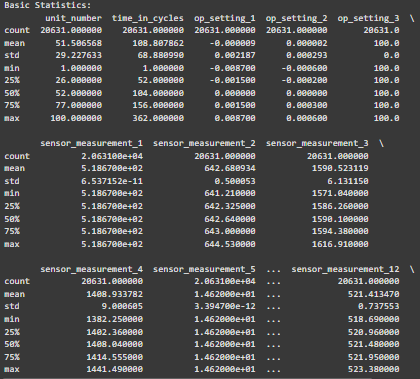 Basic Statistics:
unit_number time_in_cycles op_setting_1 op_setting_2 op_setting_3 \
count 20631.000000 20631.000000 20631.000000 20631.000000 20631.0
mean 51.506568 108.807862 -0.000009 0.000002 100.0
std 29.227633 68.880990 0.002187 0.000293 0.0
min 1.000000 1.000000 -0.008700 -0.000600 100.0
25% 26.000000 52.000000 -0.001500 -0.000200 100.0
50% 52.000000 104.000000 0.000000 0.000000 100.0
75% 77.000000 156.000000 0.001500 0.000300 100.0
max 100.000000 362.000000 0.008700 0.000600 100.0
sensor_measurement_1 sensor_measurement_2 sensor_measurement_3 \
count 2.063100e+04 20631.000000 20631.000000
mean 5.186700e+02 642.680934 1590.523119
std 6.537152e-11 0.500053 6.131150
min 5.186700e+02 641.210000 1571.040000
25% 5.186700e+02 642.325000 1586.260000
50% 5.186700e+02 642.640000 1590.100000
75% 5.186700e+02 643.000000 1594.380000
max 5.186700e+02 644.530000 1616.910000
sensor_measurement_4 sensor_measurement_5 ... sensor_measurement_12 \
count 20631.000000 2.063100e+04 ... 20631.000000
mean 1408.933782 1.462000e+01 ... 521.413470
std 9.000605 3.394700e-12 ... 0.737553
min 1382.250000 1.462000e+01 ... 518.690000
25% 1402.360000 1.462000e+01 ... 520.960000
50% 1408.040000 1.462000e+01 ... 521.480000
75% 1414.555000 1.462000e+01 ... 521.950000
max 1441.490000 1.462000e+01 ... 523.380000